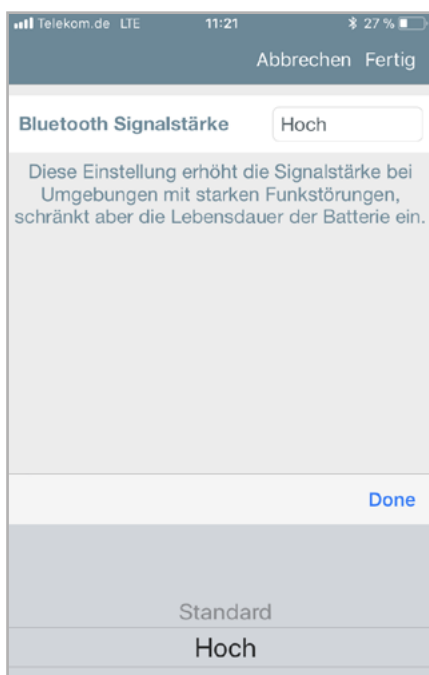 Telekom.de LTE 11:21 27 %
Abbrechen Fertig
Bluetooth Signalstärke Hoch
Diese Einstellung erhöht die Signalstärke bei
Umgebungen mit starken Funkstörungen,
schränkt aber die Lebensdauer der Batterie ein.
Done
Standard
Hoch